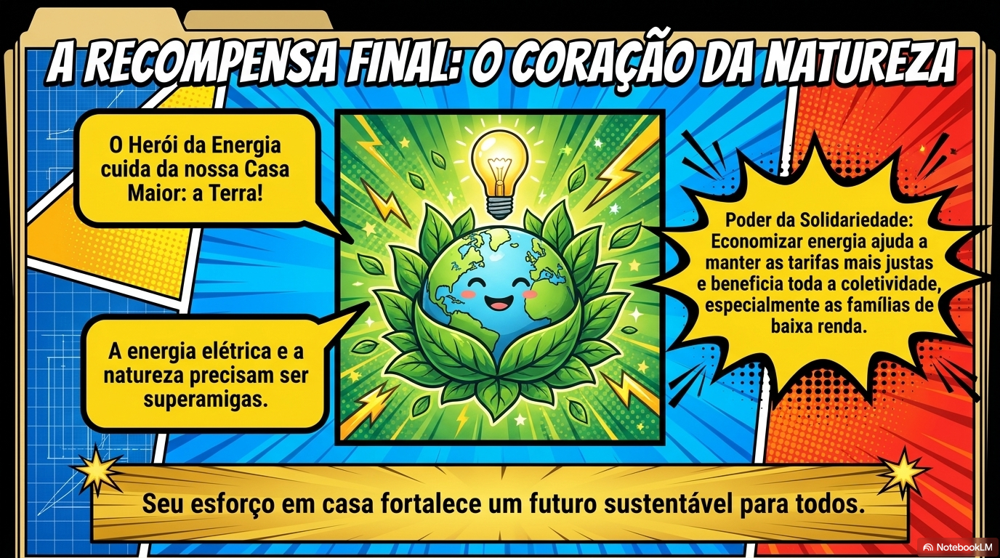 A RECOMPENSA FINAL: O CORAÇÃO DA NATUREZA
O Herói da Energia
cuida da nossa Casa
Maior: a Terra!
A energia elétrica e a
natureza precisam ser
superamigas.
Poder da Solidariedade:
Economizar energia ajuda a
manter as tarifas mais justas
e beneficia toda a coletividade,
especialmente as famílias de
baixa renda.
Seu esforço em casa fortalece um futuro sustentável para todos.
NotebookLM